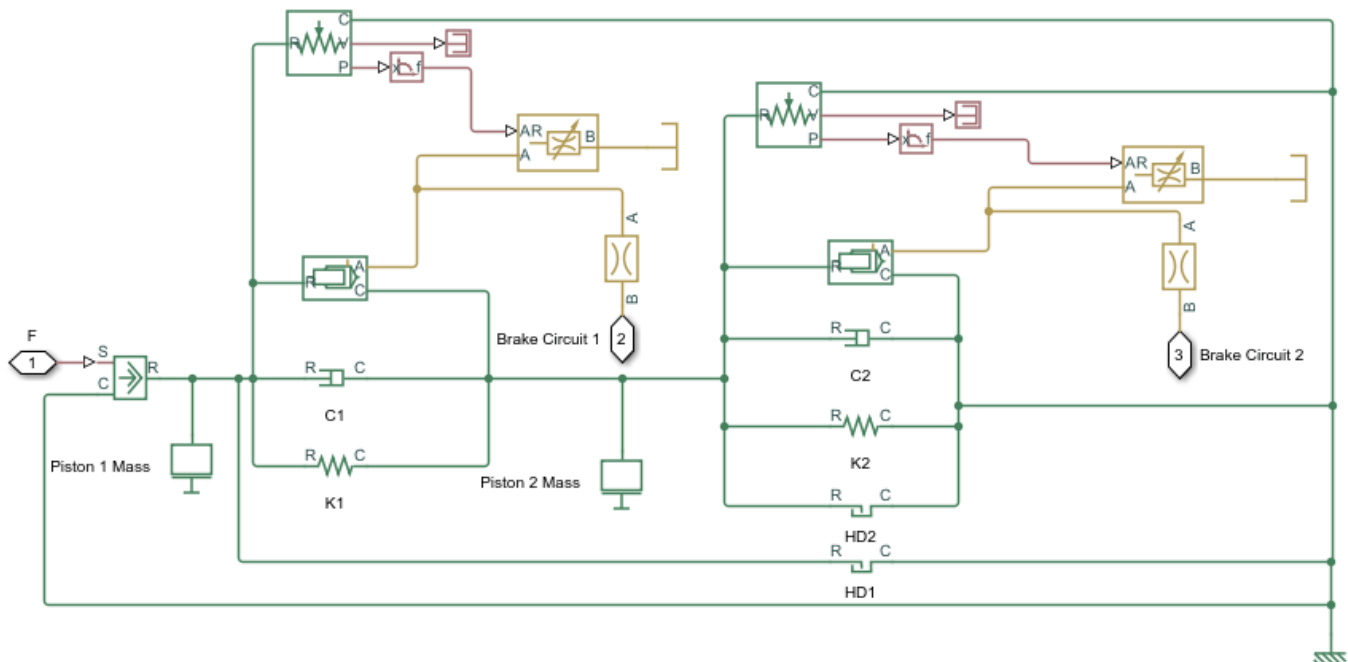 C
R V
P x f
AR B
A
C
R V
P x f
AR B
A
A
A
R A
C
R A
C
B
B
Brake Circuit 1 2
3 Brake Circuit 2
F
1 S R
C
R C
C1
R C
C2
Piston 1 Mass
R C
K1
Piston 2 Mass
R C
K2
R C
HD2
R C
HD1